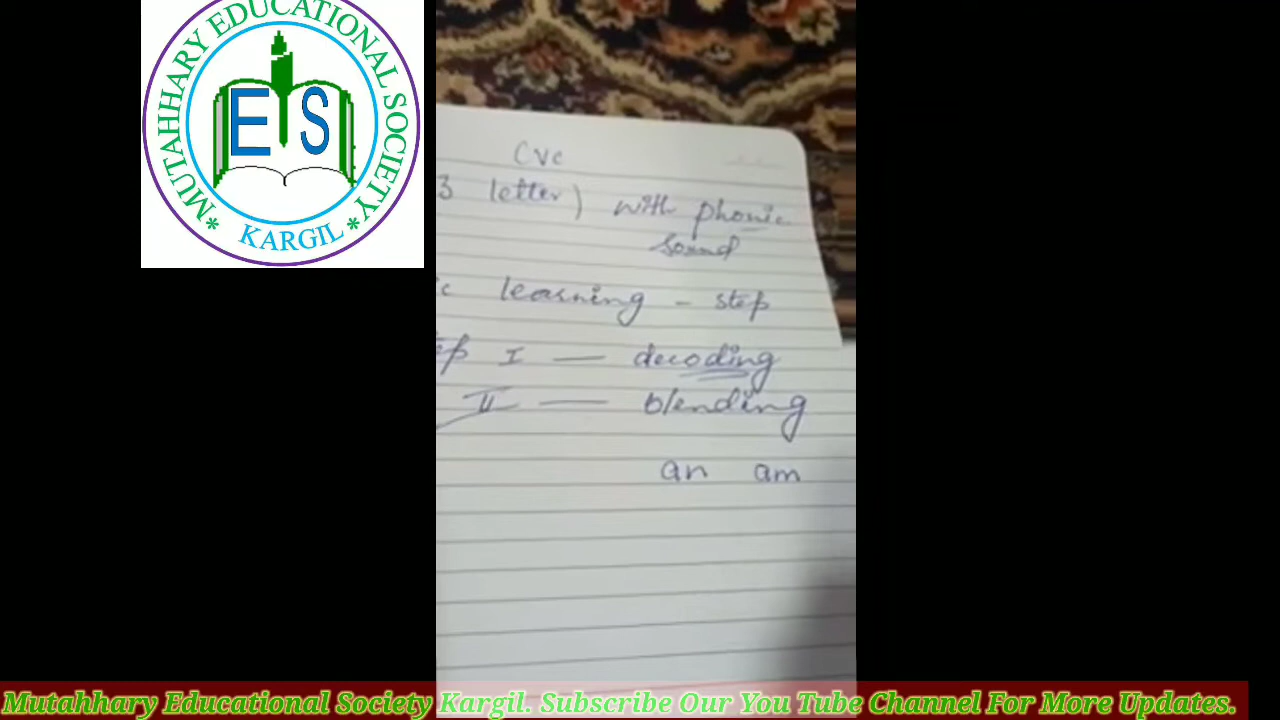 MUTAHHARY EDUCATIONAL SOCIETY
E S
* KARGIL *
CVC
3 letter) with phonic
sound
c learning - step
ep I — decoding
II — blending
an am
Mutahhary Educational Society Kargil. Subscribe Our You Tube Channel For More Updates.